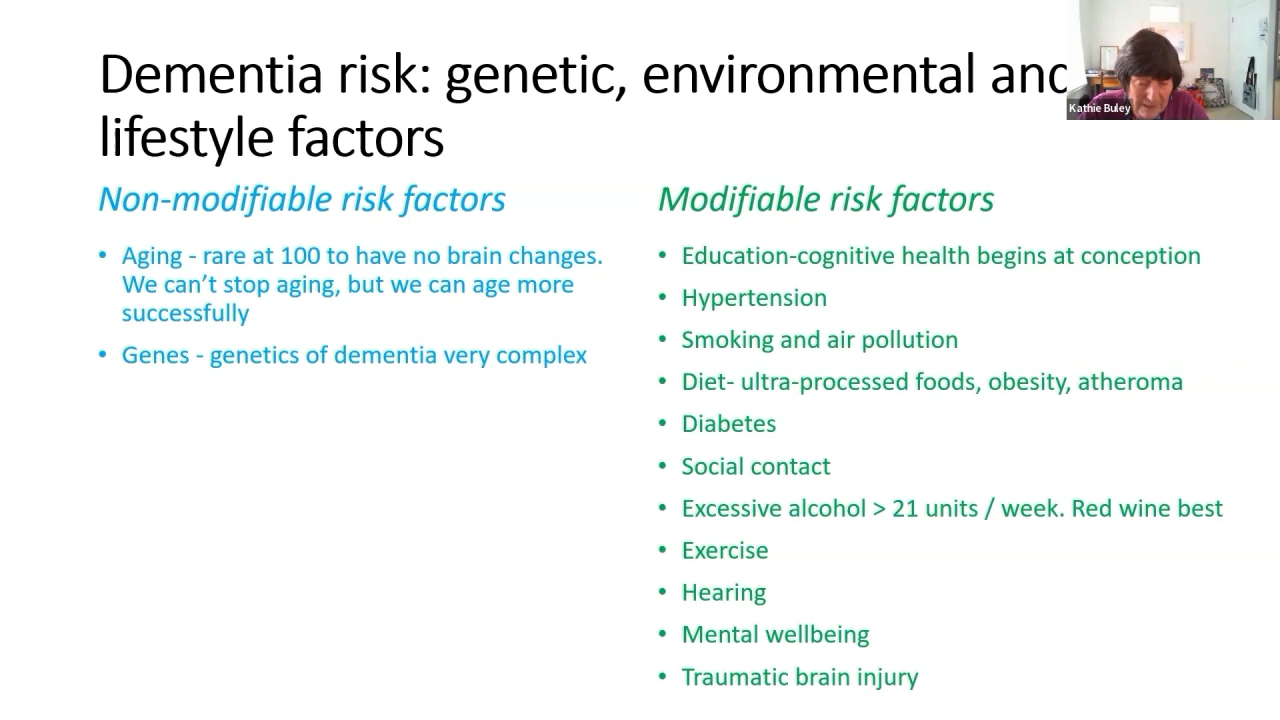 Dementia risk: genetic, environmental and
lifestyle factors
Kathie Buley
Non-modifiable risk factors
• Aging - rare at 100 to have no brain changes.
We can’t stop aging, but we can age more
successfully
• Genes - genetics of dementia very complex
Modifiable risk factors
• Education-cognitive health begins at conception
• Hypertension
• Smoking and air pollution
• Diet- ultra-processed foods, obesity, atheroma
• Diabetes
• Social contact
• Excessive alcohol > 21 units / week. Red wine best
• Exercise
• Hearing
• Mental wellbeing
• Traumatic brain injury